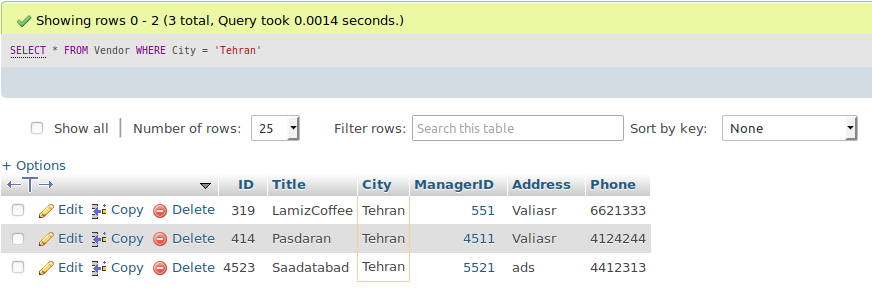 Showing rows 0 - 2 (3 total, Query took 0.0014 seconds.)
SELECT * FROM Vendor WHERE City = 'Tehran'
Show all Number of rows: 25 Filter rows: Search this table Sort by key: None
+ Options
←T→ ID Title City ManagerID Address Phone
Edit Copy Delete 319 LamizCoffee Tehran 551 Valiasr 6621333
Edit Copy Delete 414 Pasdaran Tehran 4511 Valiasr 4124244
Edit Copy Delete 4523 Saadatabad Tehran 5521 ads 4412313